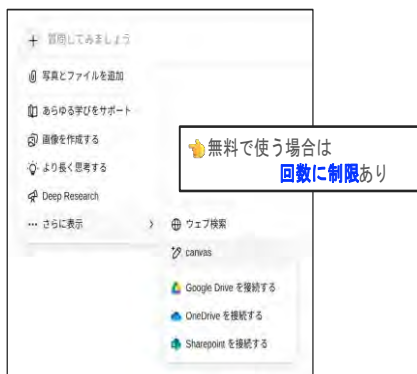 + 質問してみましょう
写真とファイルを追加
あらゆる学びをサポート
画像を作成する
より長く思考する
Deep Research
... さらに表示 >
ウェブ検索
canvas
Google Drive を接続する
OneDrive を接続する
Sharepoint を接続する
👈無料で使う場合は
回数に制限あり